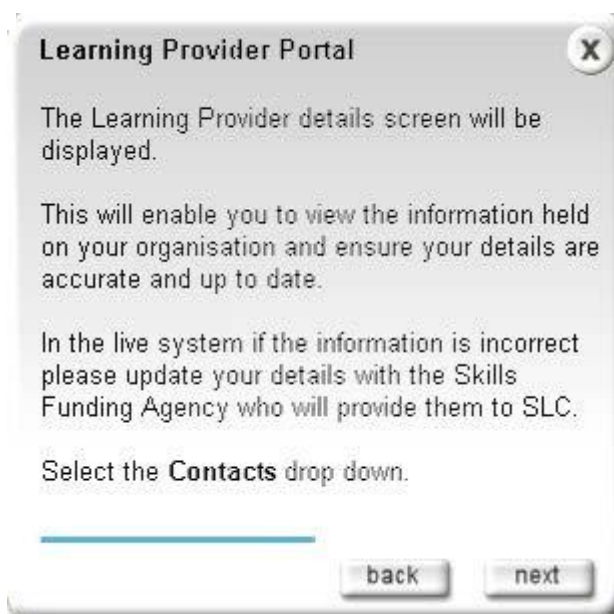 Learning Provider Portal
X
The Learning Provider details screen will be
displayed.
This will enable you to view the information held
on your organisation and ensure your details are
accurate and up to date.
In the live system if the information is incorrect
please update your details with the Skills
Funding Agency who will provide them to SLC.
Select the Contacts drop down.
back
next